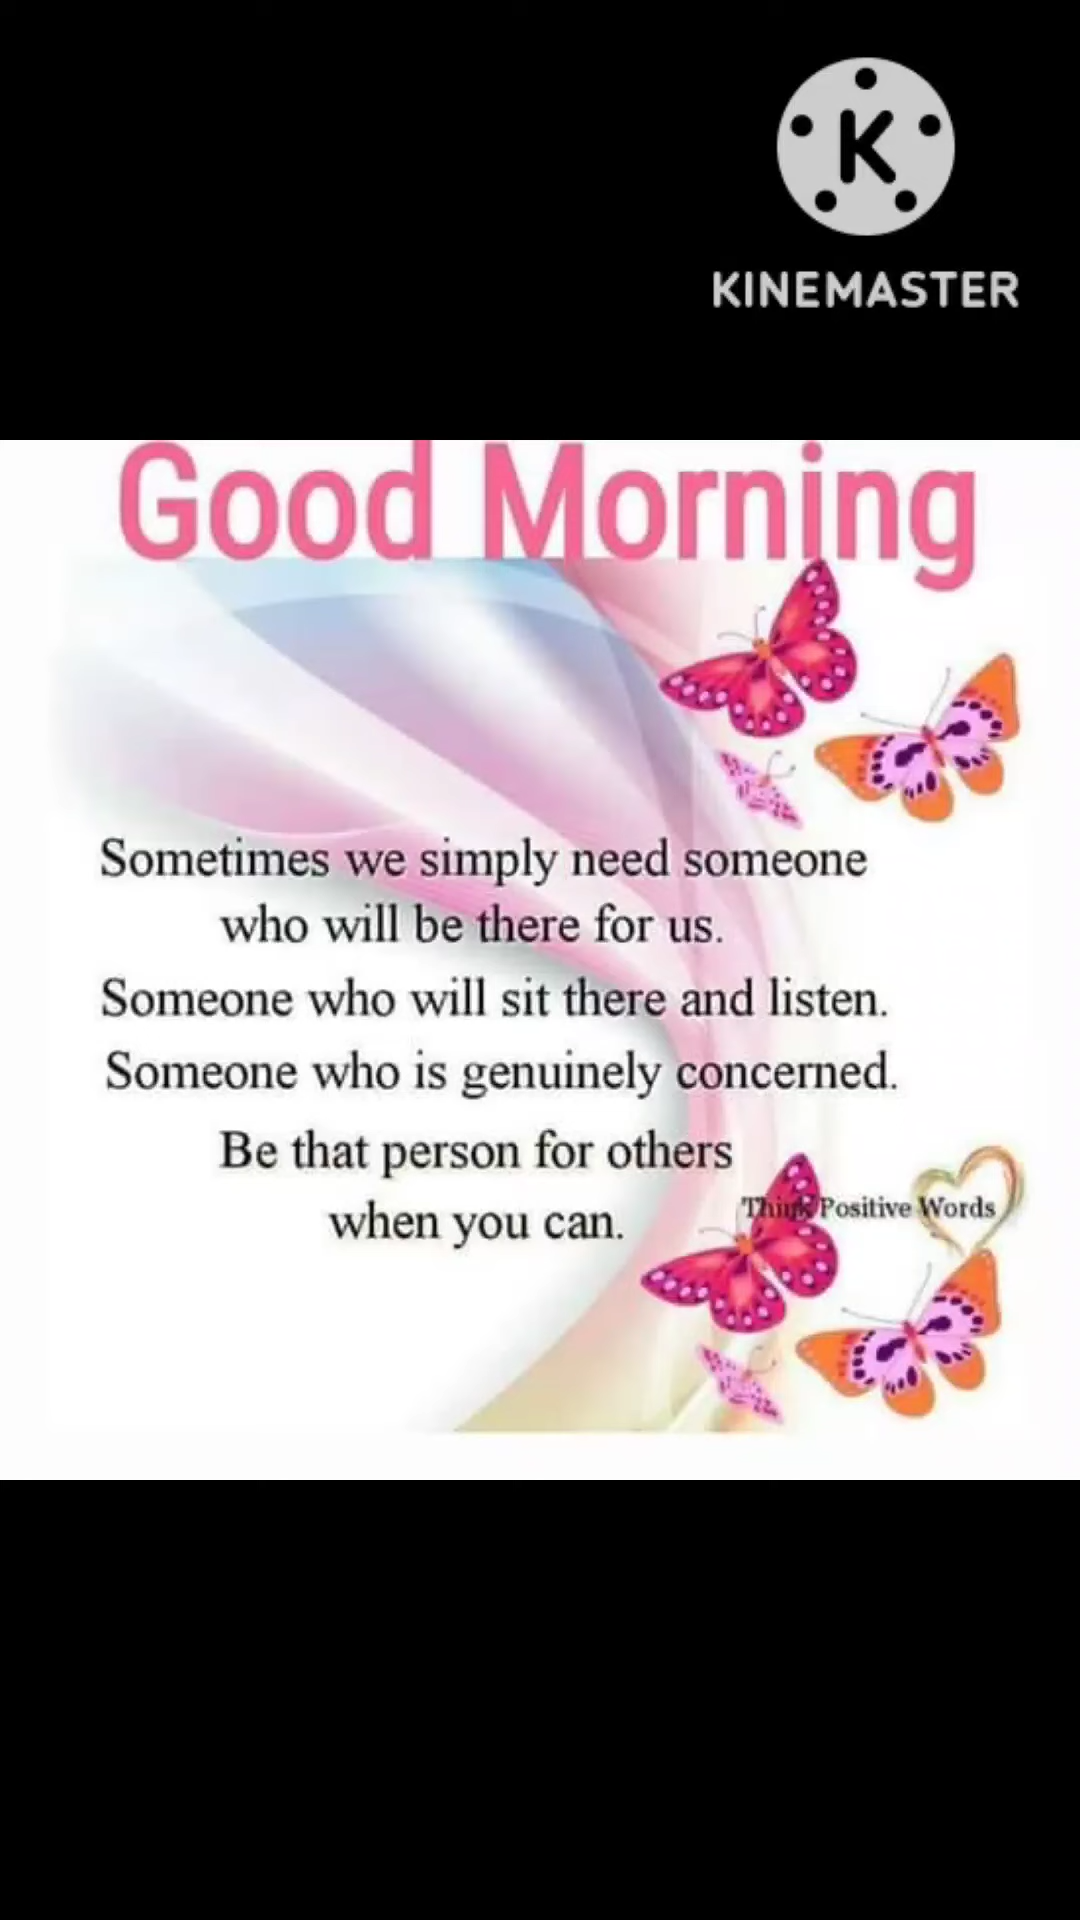 K
KINEMASTER
Good Morning
Sometimes we simply need someone
who will be there for us.
Someone who will sit there and listen.
Someone who is genuinely concerned.
Be that person for others
when you can.
Think Positive Words